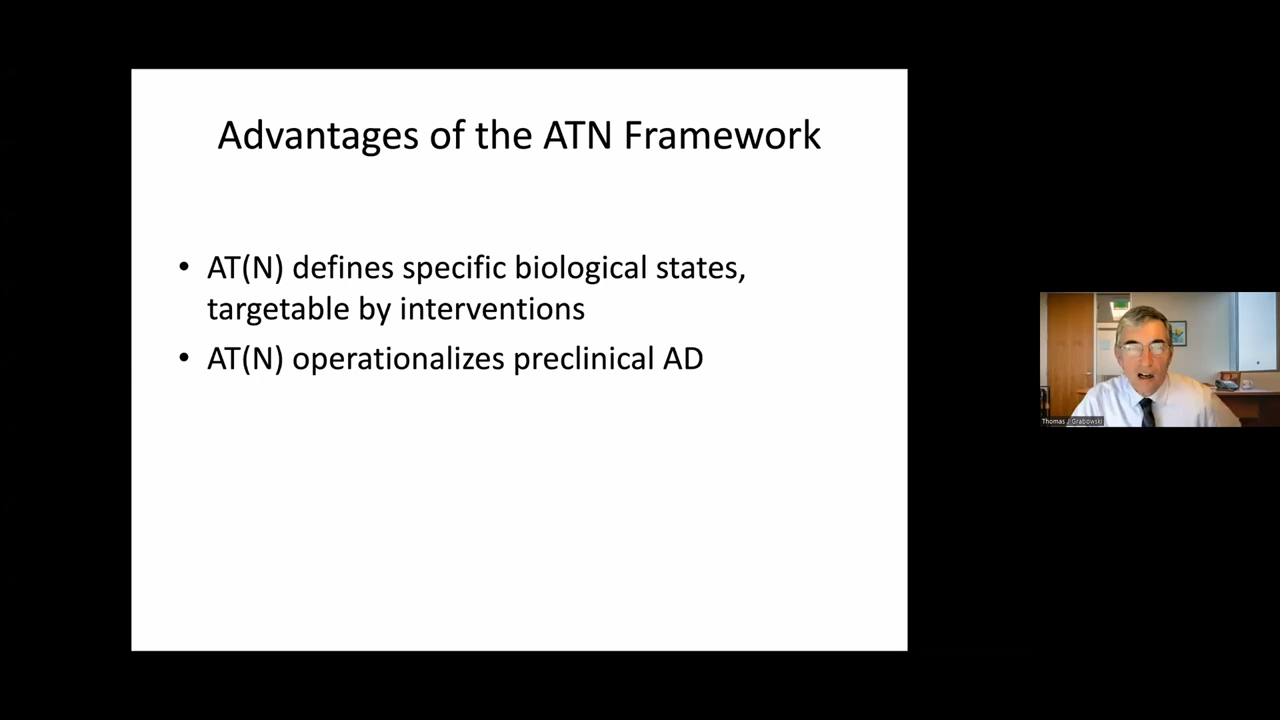 Advantages of the ATN Framework
• AT(N) defines specific biological states,
targetable by interventions
• AT(N) operationalizes preclinical AD
Thomas J Grabowski